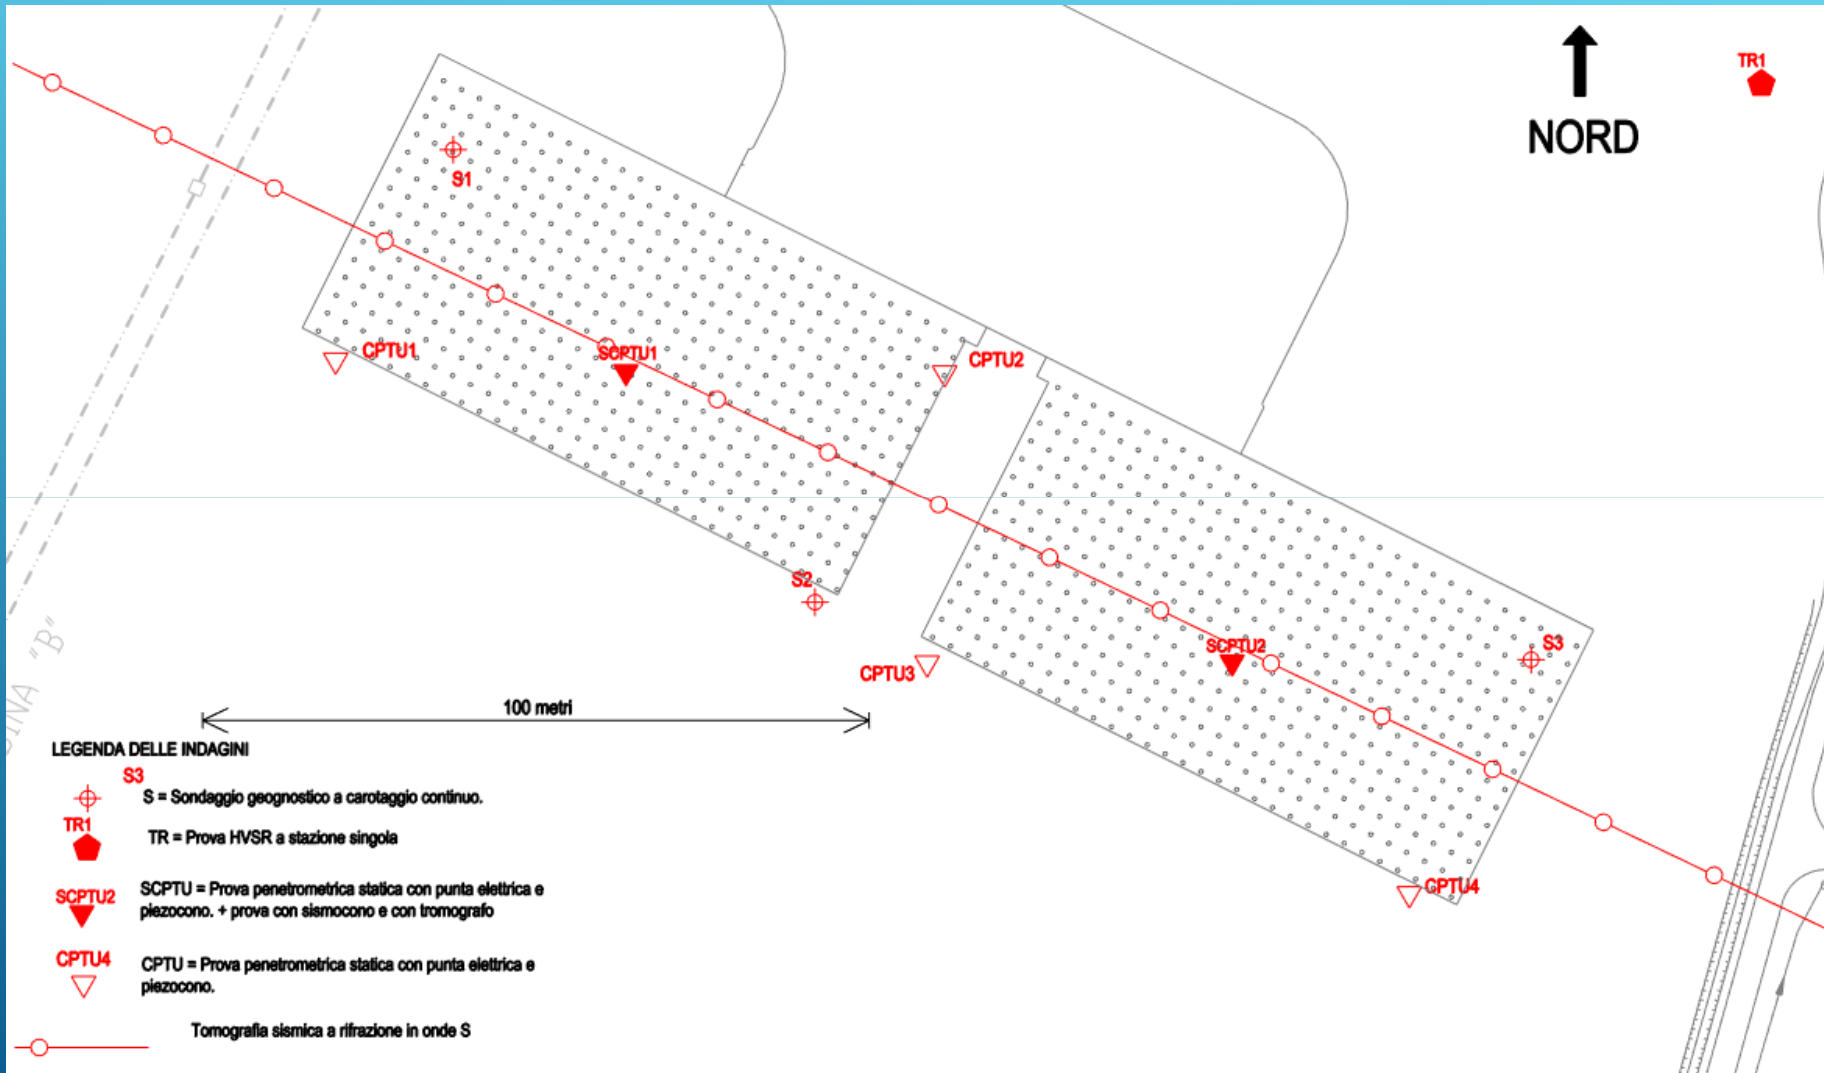 TR1
NORD
S1
CPTU1
SCPTU1
CPTU2
S2
SCPTU2
S3
CPTU3
CPTU4
"B"
100 metri
LEGENDA DELLE INDAGINI
S3
S = Sondaggio geognostico a carotaggio continuo.
TR1
TR = Prova HVSR a stazione singola
SCPTU2
SCPTU = Prova penetrometrica statica con punta elettrica e
piezocono. + prova con sismocono e con tromografo
CPTU4
CPTU = Prova penetrometrica statica con punta elettrica e
piezocono.
Tomografia sismica a rifrazione in onde S